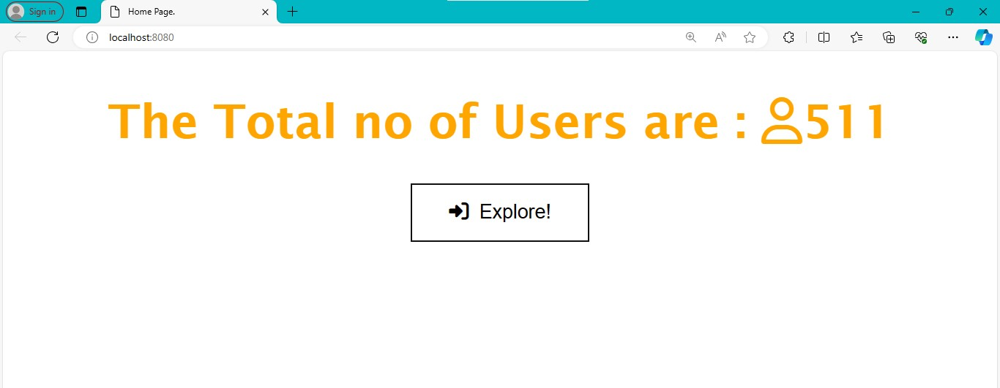 Sign in
Home Page.
localhost:8080
The Total no of Users are : 511
Explore!